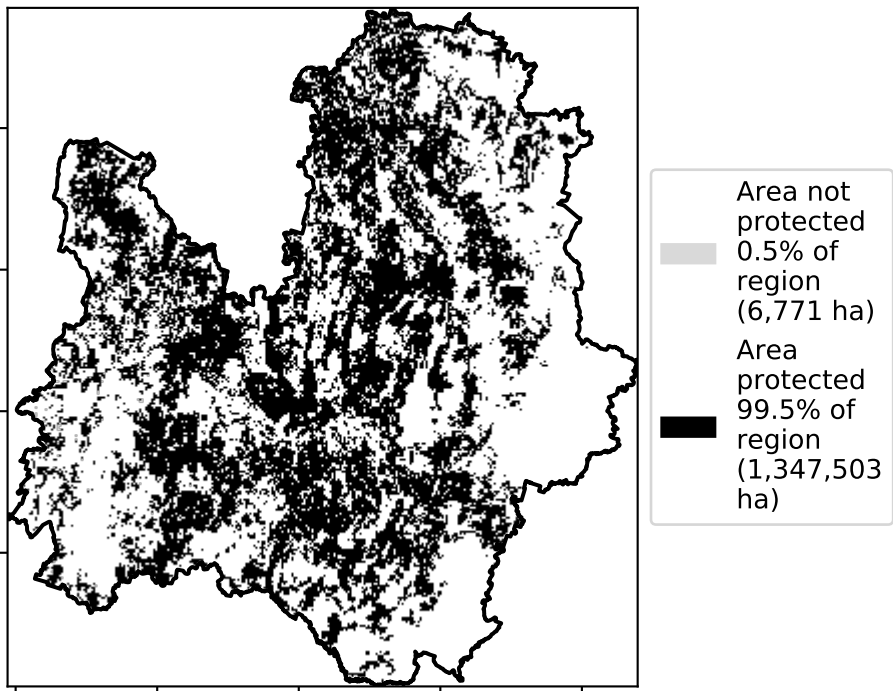 Area not
protected
0.5% of
region
(6,771 ha)
Area
protected
99.5% of
region
(1,347,503
ha)